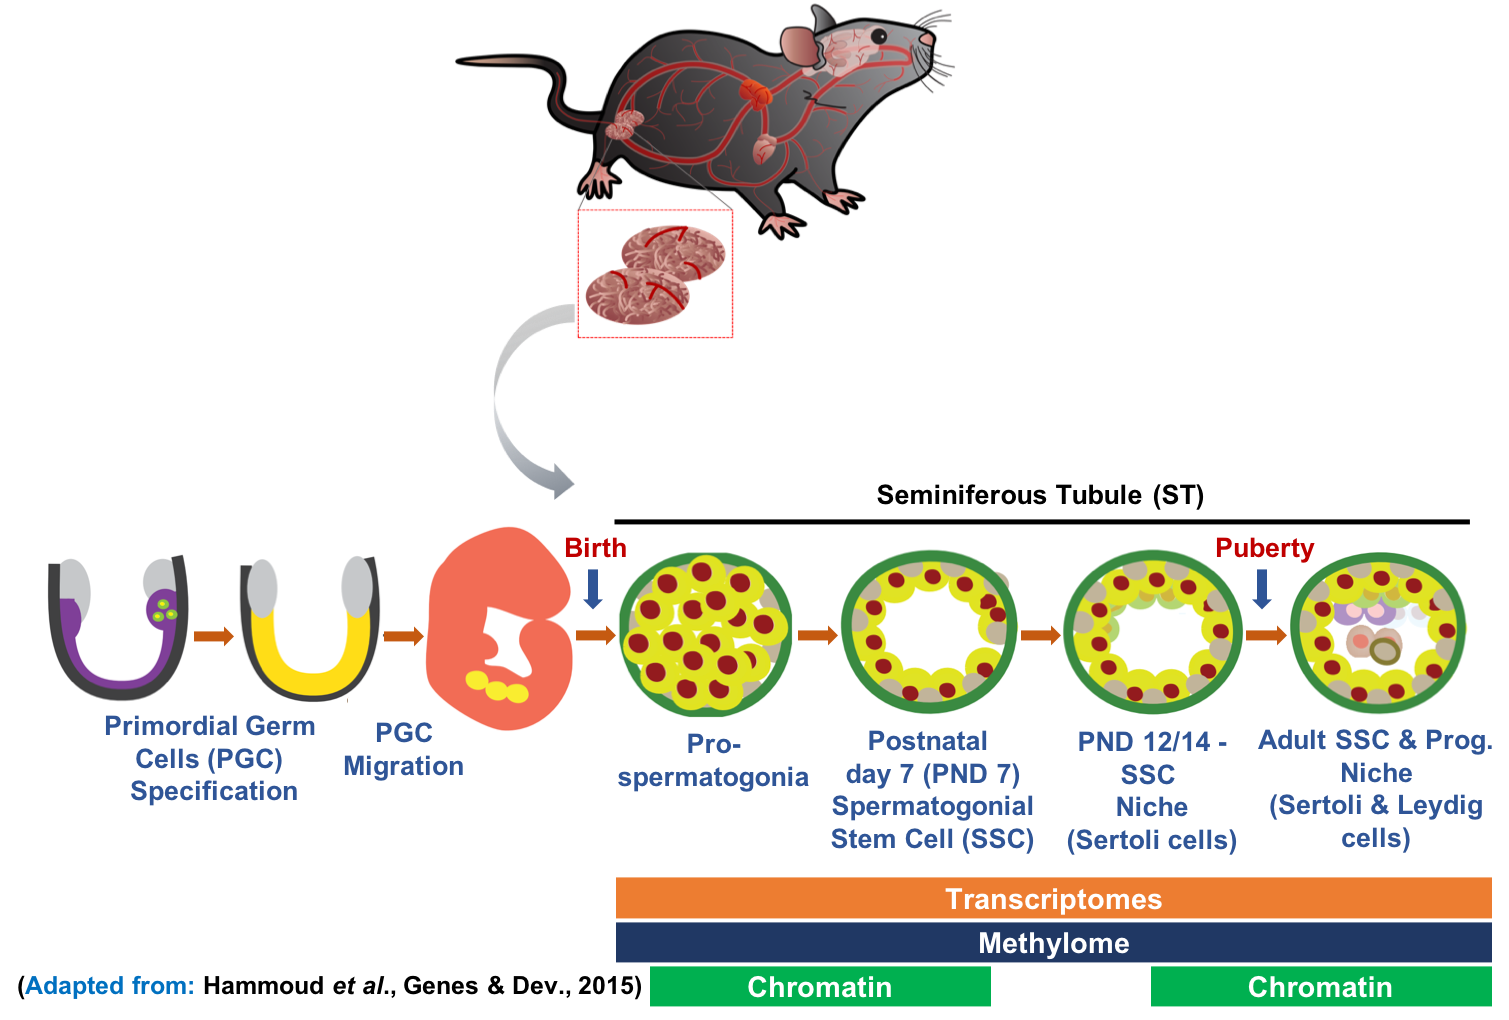 Seminiferous Tubule (ST)
Birth
Puberty
Primordial Germ
Cells (PGC)
Specification
PGC
Migration
Pro-
spermatogonia
Postnatal
day 7 (PND 7)
Spermatogonial
Stem Cell (SSC)
PND 12/14 -
SSC
Niche
(Sertoli cells)
Adult SSC & Prog.
Niche
(Sertoli & Leydig
cells)
Transcriptomes
Methylome
(Adapted from: Hammoud et al., Genes & Dev., 2015)
Chromatin
Chromatin